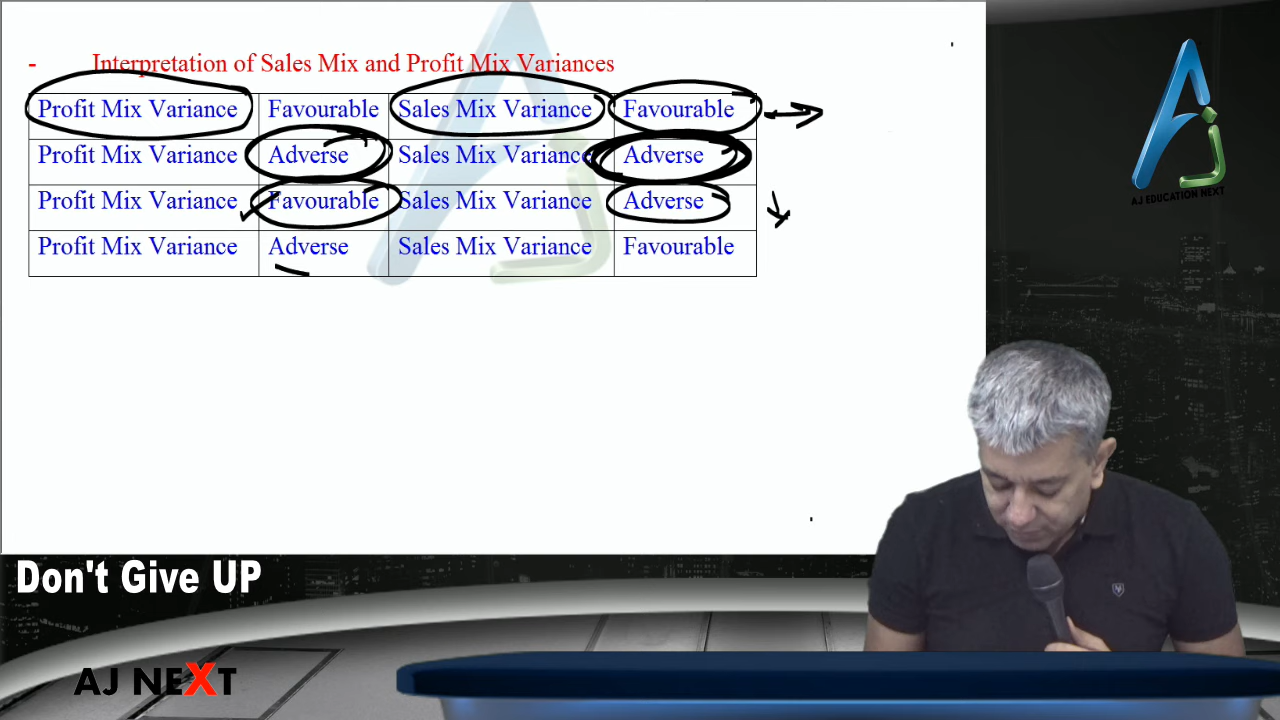 - Interpretation of Sales Mix and Profit Mix Variances
Profit Mix Variance Favourable Sales Mix Variance Favourable
Profit Mix Variance Adverse Sales Mix Variance Adverse
Profit Mix Variance Favourable Sales Mix Variance Adverse
Profit Mix Variance Adverse Sales Mix Variance Favourable
AJ EDUCATION NEXT
Don't Give UP
AJ NEXT